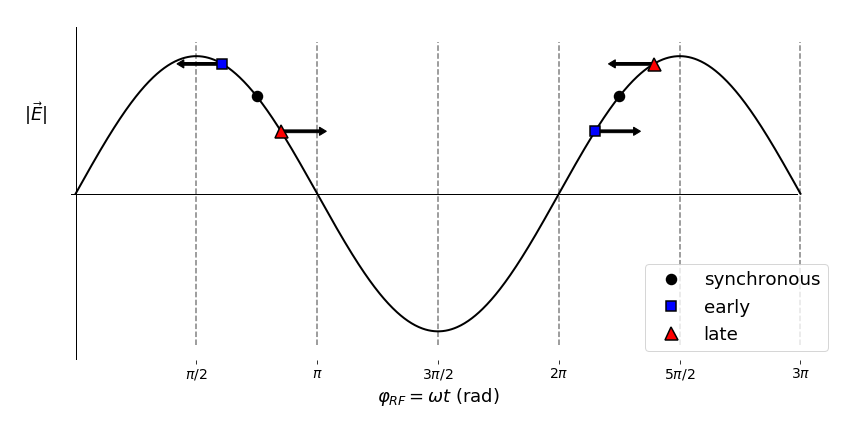 |E⃗|
synchronous
early
late
π/2
π
3π/2
2π
5π/2
3π
φ_RF = ωt (rad)